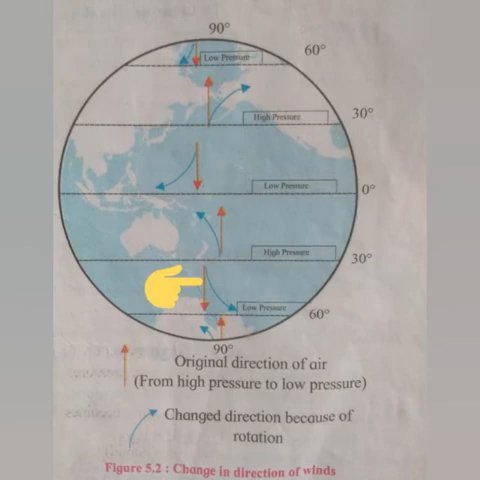 90°
60°
Low Pressure
30°
High Pressure
0°
Low Pressure
30°
High Pressure
Low Pressure
60°
90°
Original direction of air
(From high pressure to low pressure)
Changed direction because of
rotation
Figure 5.2 : Change in direction of winds